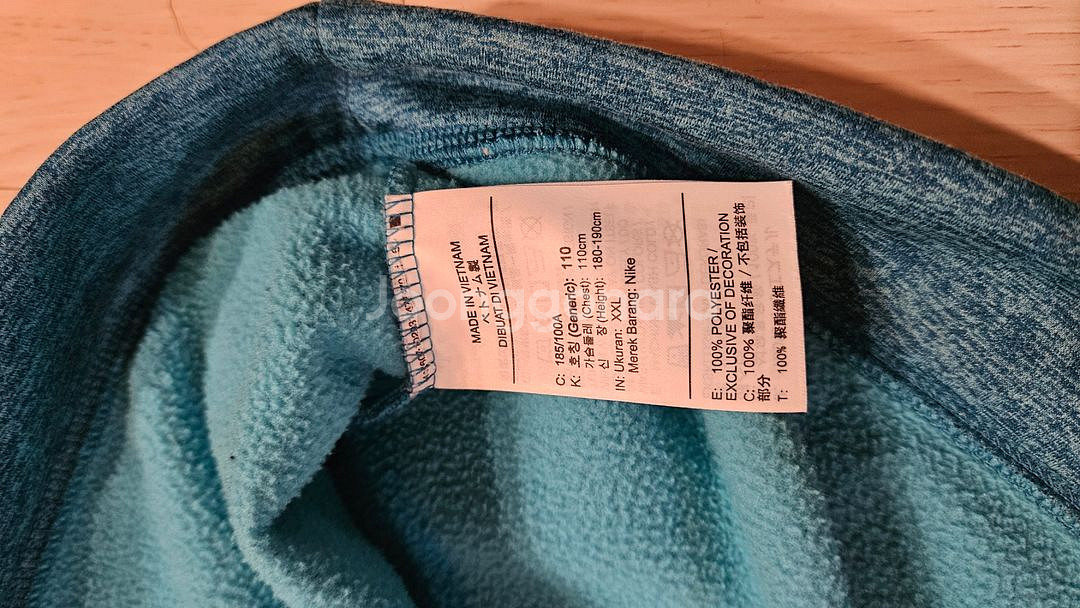 MADE IN VIETNAM
ベトナム製
DIBUAT DI VIETNAM
C: 185/100A
K: 호칭 (Generic): 110
가슴둘레 (Chest): 110cm
신 장 (Height): 180-190cm
IN: Ukuran: XXL
Merek Barang: Nike
E: 100% POLYESTER /
EXCLUSIVE OF DECORATION
C: 100% 聚酯纤维 / 不包括装饰
部分
T: 100% 聚酯纖維
Joonggonara